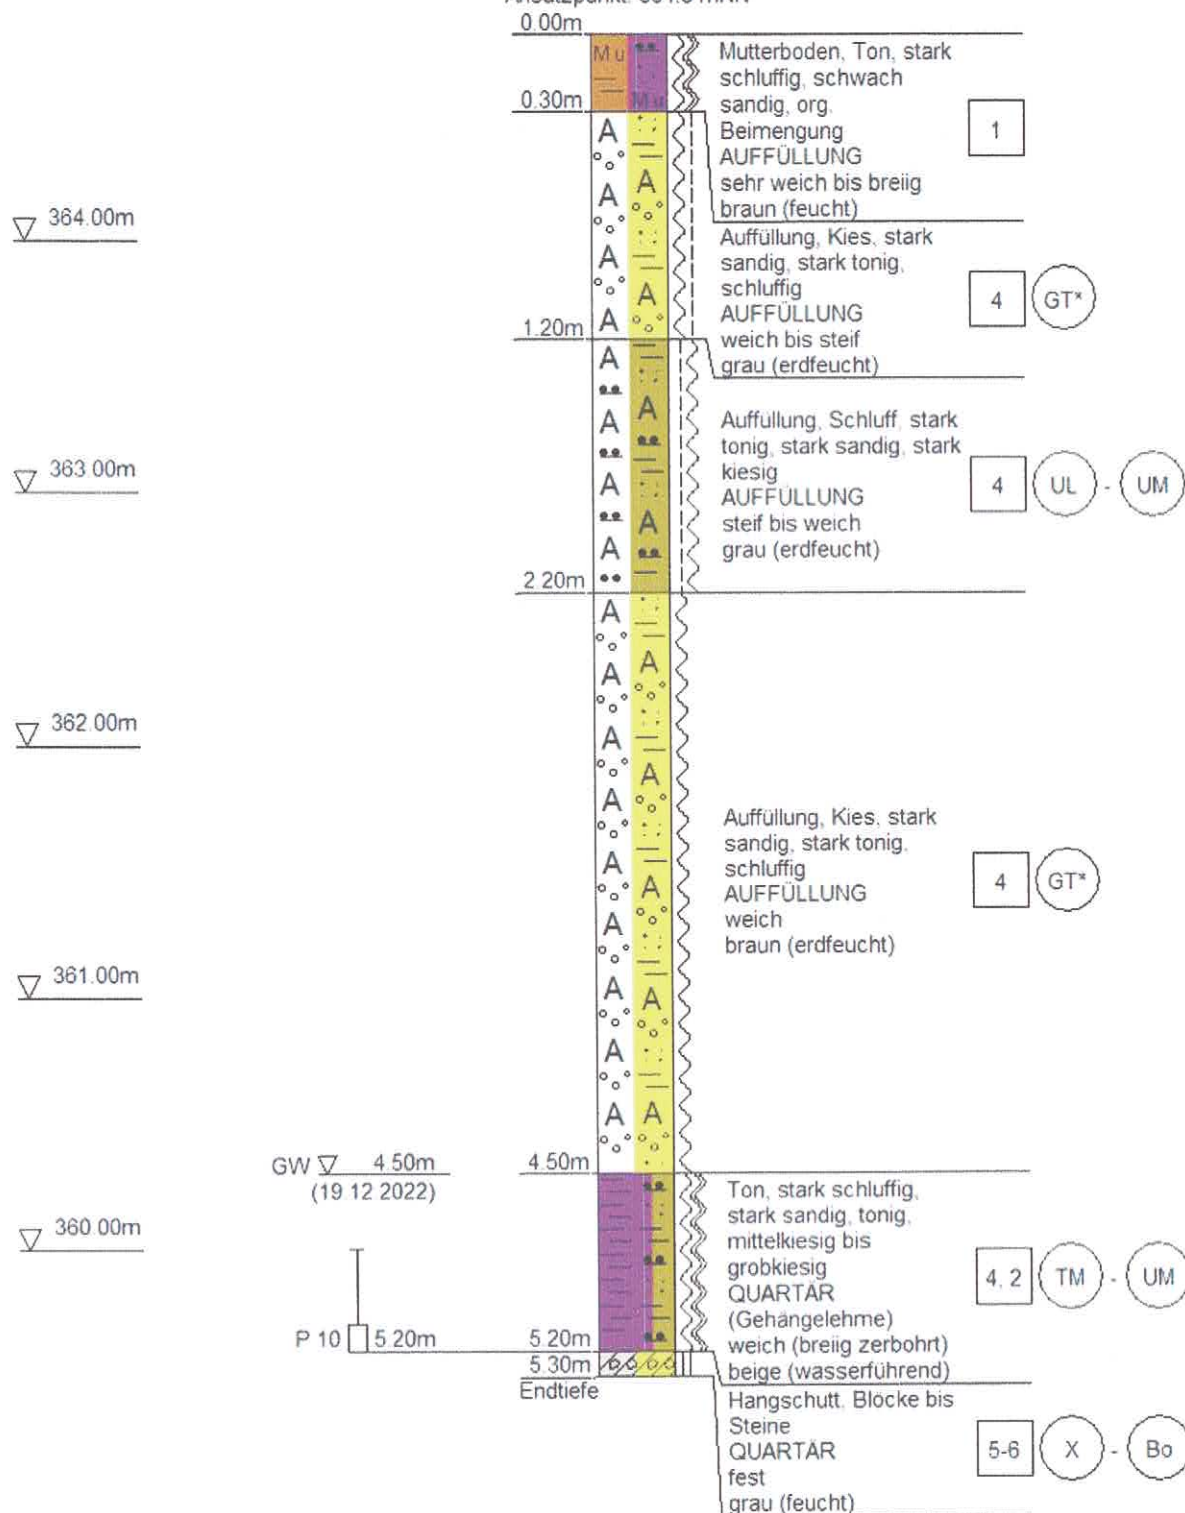 0.00m
Mu
Mu
Mutterboden, Ton, stark
schluffig, schwach
sandig, org.
Beimengung
AUFFÜLLUNG
sehr weich bis breiig
braun (feucht)
1
0.30m
A
A
A
A
A
A
364.00m
Auffüllung, Kies, stark
sandig, stark tonig,
schluffig
AUFFÜLLUNG
weich bis steif
grau (erdfeucht)
4
GT*
1.20m
A
A
A
A
A
A
363.00m
Auffüllung, Schluff, stark
tonig, stark sandig, stark
kiesig
AUFFÜLLUNG
steif bis weich
grau (erdfeucht)
4
UL - UM
2.20m
A
A
A
A
A
A
A
A
A
A
A
A
A
A
362.00m
Auffüllung, Kies, stark
sandig, stark tonig,
schluffig
AUFFÜLLUNG
weich
braun (erdfeucht)
4
GT*
361.00m
GW 4.50m
(19.12.2022)
4.50m
Ton, stark schluffig,
stark sandig, tonig,
mittelkiesig bis
grobkiesig
QUARTÄR
(Gehängelehme)
weich (breiig zerbohrt)
beige (wasserführend)
4, 2
TM - UM
360.00m
P 10 5.20m
5.20m
5.30m
Endtiefe
Hangschutt, Blöcke bis
Steine
QUARTÄR
fest
grau (feucht)
5-6
X - Bo